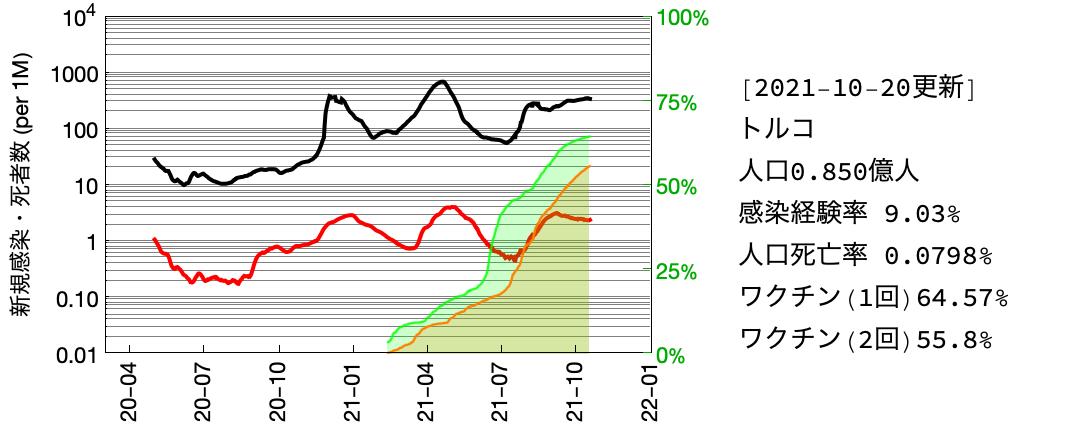 10^4
1000
100
10
1
0.10
0.01
新規感染・死者数 (per 1M)
100%
75%
50%
25%
0%
20-04
20-07
20-10
21-01
21-04
21-07
21-10
22-01
[2021-10-20更新]
トルコ
人口0.850億人
感染経験率 9.03%
人口死亡率 0.0798%
ワクチン(1回)64.57%
ワクチン(2回)55.8%